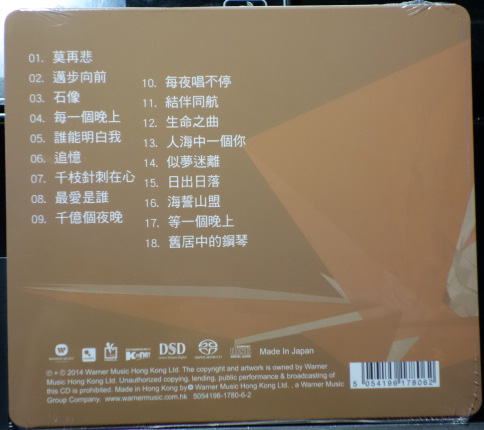 01. 莫再悲
02. 邁步向前
03. 石像
04. 每一個晚上
05. 誰能明白我
06. 追憶
07. 千枝針刺在心
08. 最愛是誰
09. 千億個夜晚
10. 每夜唱不停
11. 結伴同航
12. 生命之曲
13. 人海中一個你
14. 似夢迷離
15. 日出日落
16. 海誓山盟
17. 等一個晚上
18. 舊居中的鋼琴
DSD
Made In Japan
℗ + © 2014 Warner Music Hong Kong Ltd. The copyright and artwork is owned by Warner
Music Hong Kong Ltd. Unauthorized copying, lending, public performance & broadcasting of
this CD is prohibited. Made in Hong Kong by Warner Music Hong Kong Ltd. , a Warner Music
Group Company. www.warnermusic.com.hk 5054196-1780-6-2
5 054196 178062